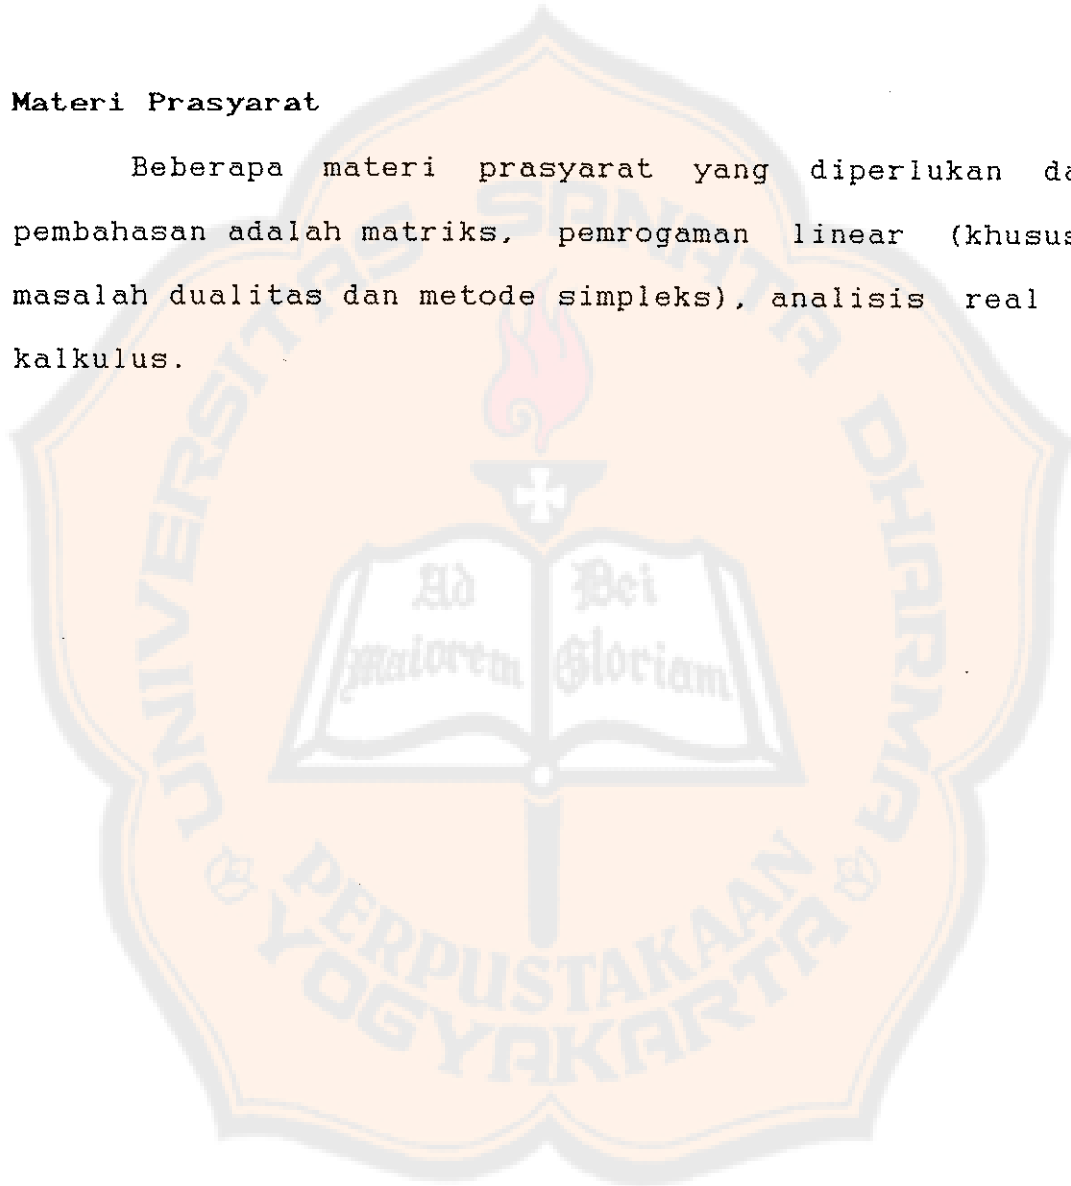 Materi Prasyarat
Beberapa materi prasyarat yang diperlukan
pembahasan adalah matriks, pemrogaman linear (khusus
masalah dualitas dan metode simpleks), analisis real
kalkulus.
UNIVERSITAS SANATA DHARMA
Ad Dei
Maiorem Gloriam
PERPUSTAKAAN
YOGYAKARTA